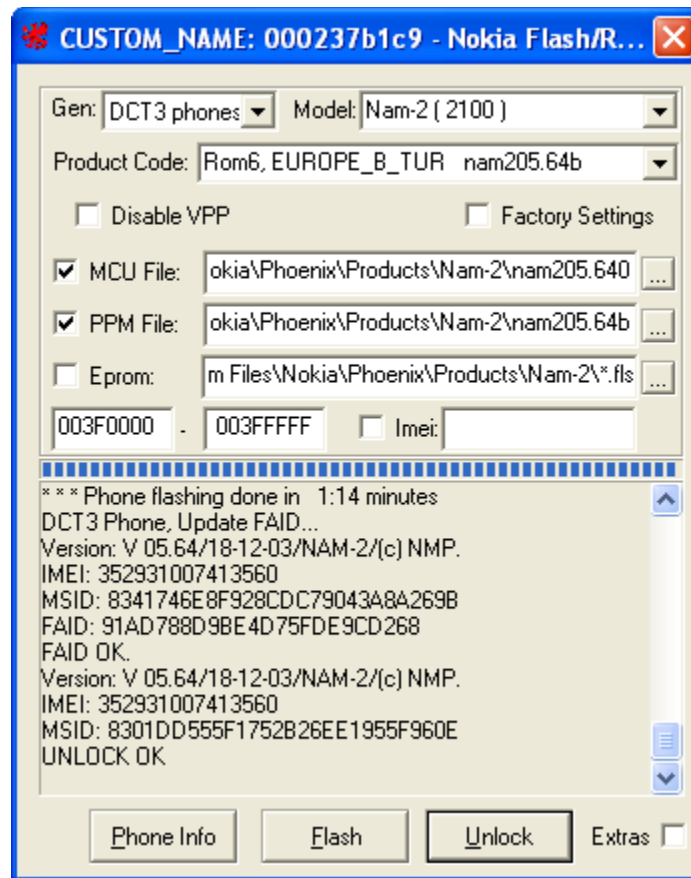 CUSTOM_NAME: 000237b1c9 - Nokia Flash/R...
Gen: DCT3 phones Model: Nam-2 ( 2100 )
Product Code: Rom6, EUROPE_B_TUR nam205.64b
Disable VPP Factory Settings
MCU File: okia\Phoenix\Products\Nam-2\nam205.640 ...
PPM File: okia\Phoenix\Products\Nam-2\nam205.64b ...
Eprom: m Files\Nokia\Phoenix\Products\Nam-2\*.fls ...
003F0000 - 003FFFFF Imei:
* * * Phone flashing done in 1:14 minutes
DCT3 Phone, Update FAID...
Version: V 05.64/18-12-03/NAM-2/(c) NMP.
IMEI: 352931007413560
MSID: 8341746E8F928CDC79043A8A269B
FAID: 91AD788D9BE4D75FDE9CD268
FAID OK.
Version: V 05.64/18-12-03/NAM-2/(c) NMP.
IMEI: 352931007413560
MSID: 8301DD555F1752B26EE1955F960E
UNLOCK OK
Phone Info Flash Unlock Extras